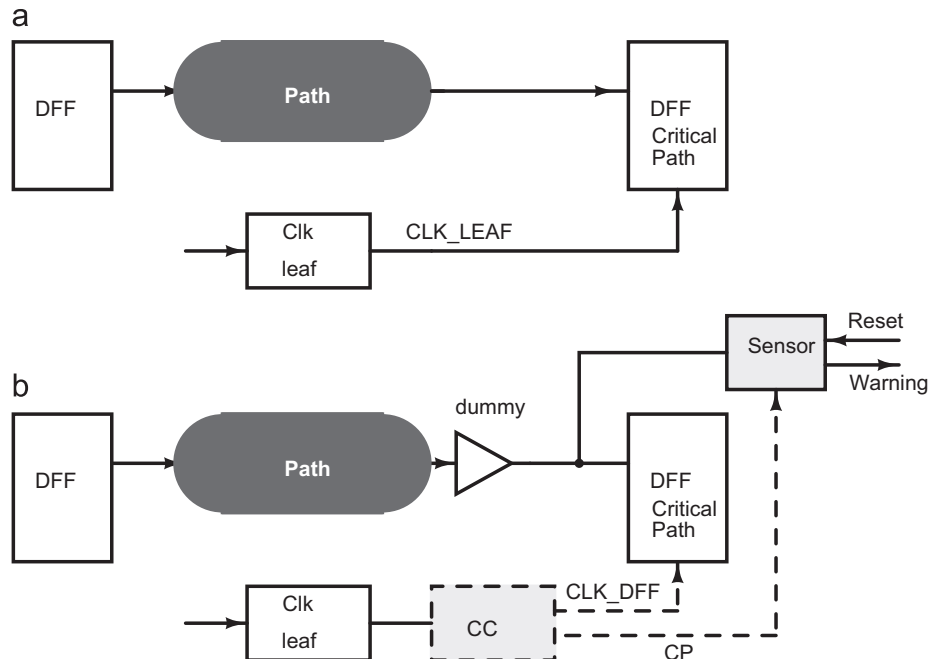 a
DFF
Path
DFF
Critical
Path
Clk
leaf
CLK_LEAF
Sensor
Reset
Warning
b
dummy
DFF
Path
DFF
Critical
Path
Clk
leaf
CC
CLK_DFF
CP